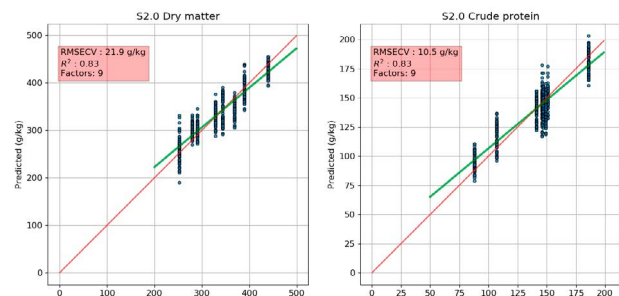 S2.0 Dry matter
RMSECV : 21.9 g/kg
R² : 0.83
Factors: 9
Predicted (g/kg)
500
400
300
200
100
0
0 100 200 300 400 500
S2.0 Crude protein
RMSECV : 10.5 g/kg
R² : 0.83
Factors: 9
Predicted (g/kg)
200
175
150
125
100
75
50
25
0
0 25 50 75 100 125 150 175 200